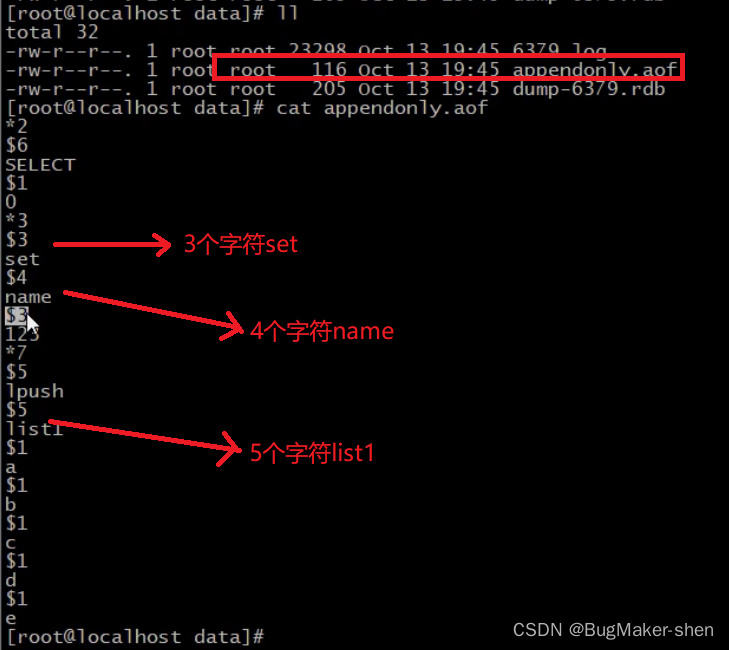 [root@localhost data]# ll
total 32
-rw-r--r--. 1 root root 23298 Oct 13 19:45 6379.log
-rw-r--r--. 1 root root 116 Oct 13 19:45 appendonly.aof
-rw-r--r--. 1 root root 205 Oct 13 19:45 dump-6379.rdb
[root@localhost data]# cat appendonly.aof
*2
$6
SELECT
$1
0
*3
$3
3个字符set
set
$4
name
$3
4个字符name
123
*7
$5
lpush
$5
list1
5个字符list1
$1
a
$1
b
$1
c
$1
d
$1
e
[root@localhost data]#
CSDN @BugMaker-shen